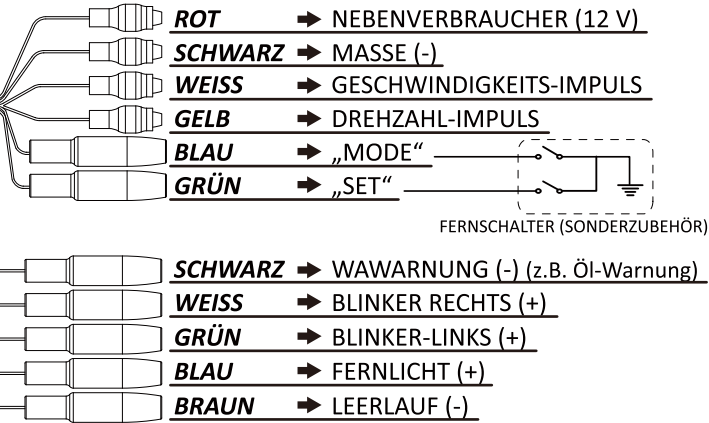 ROT ➡ NEBENVERBRAUCHER (12 V)
SCHWARZ ➡ MASSE (-)
WEISS ➡ GESCHWINDIGKEITS-IMPULS
GELB ➡ DREHZAHL-IMPULS
BLAU ➡ „MODE“
GRÜN ➡ „SET“
FERNSCHALTER (SONDERZUBEHÖR)
SCHWARZ ➡ WAWARNUNG (-) (z.B. Öl-Warnung)
WEISS ➡ BLINKER RECHTS (+)
GRÜN ➡ BLINKER-LINKS (+)
BLAU ➡ FERNLICHT (+)
BRAUN ➡ LEERLAUF (-)